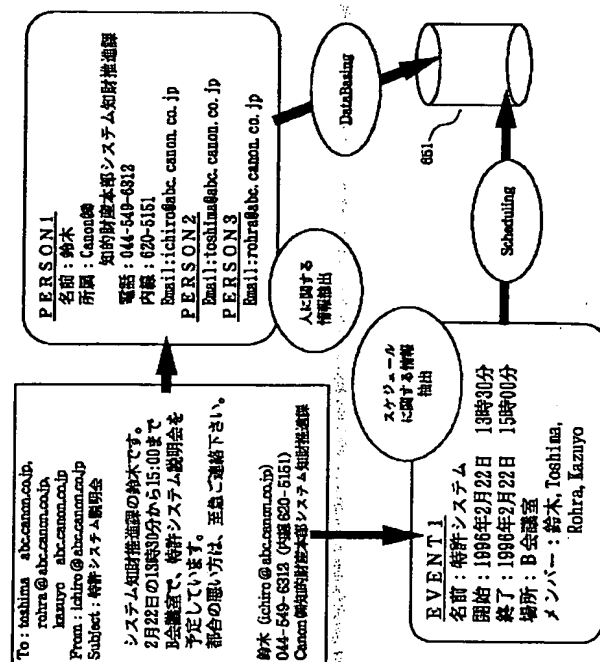 To: toshima abc.canon.co.jp,
rohra@abc.canon.co.jp,
kazuyo abc.canon.co.jp
From: ichiro@abc.canon.co.jp
Subject:特許システム説明会
システム知財推進課の鈴木です。
2月22日の13時30分から15:00まで
B会議室で、特許システム説明会を
予定しています。
都合の悪い方は、至急ご連絡下さい。
鈴木 (ichiro@abc.canon.co.jp)
044-549-6312 (内線620-5151)
Canon㈱知的財産本部システム知財推進課
PERSON1
名前:鈴木
所属:Canon㈱
知的財産本部システム知財推進課
電話:044-549-6312
内線:620-5151
Email:ichiro@abc.canon.co.jp
PERSON2
Email:toshima@abc.canon.co.jp
PERSON3
Email:rohra@abc.canon.co.jp
人に関する
情報抽出
DataBasing
851
スケジュール
に関する情報
抽出
EVENT1
名前:特許システム
開始:1996年2月22日 13時30分
終了:1996年2月22日 15時00分
場所:B会議室
メンバー:鈴木, Toshima,
Rohra, Kazuyo
Scheduling